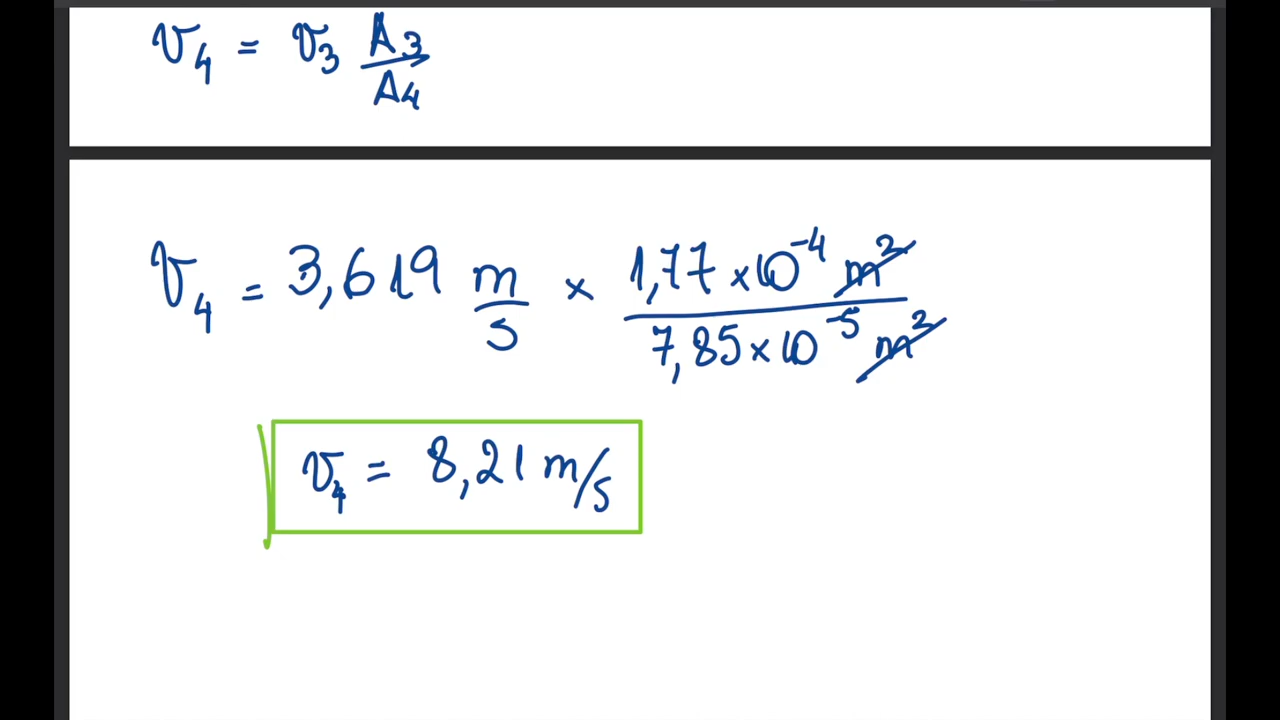 v₄ = v₃ A₃/A₄
v₄ = 3,619 m/s × 1,77×10⁻⁴ m²/7,85×10⁻⁵ m²
v₄ = 8,21 m/s